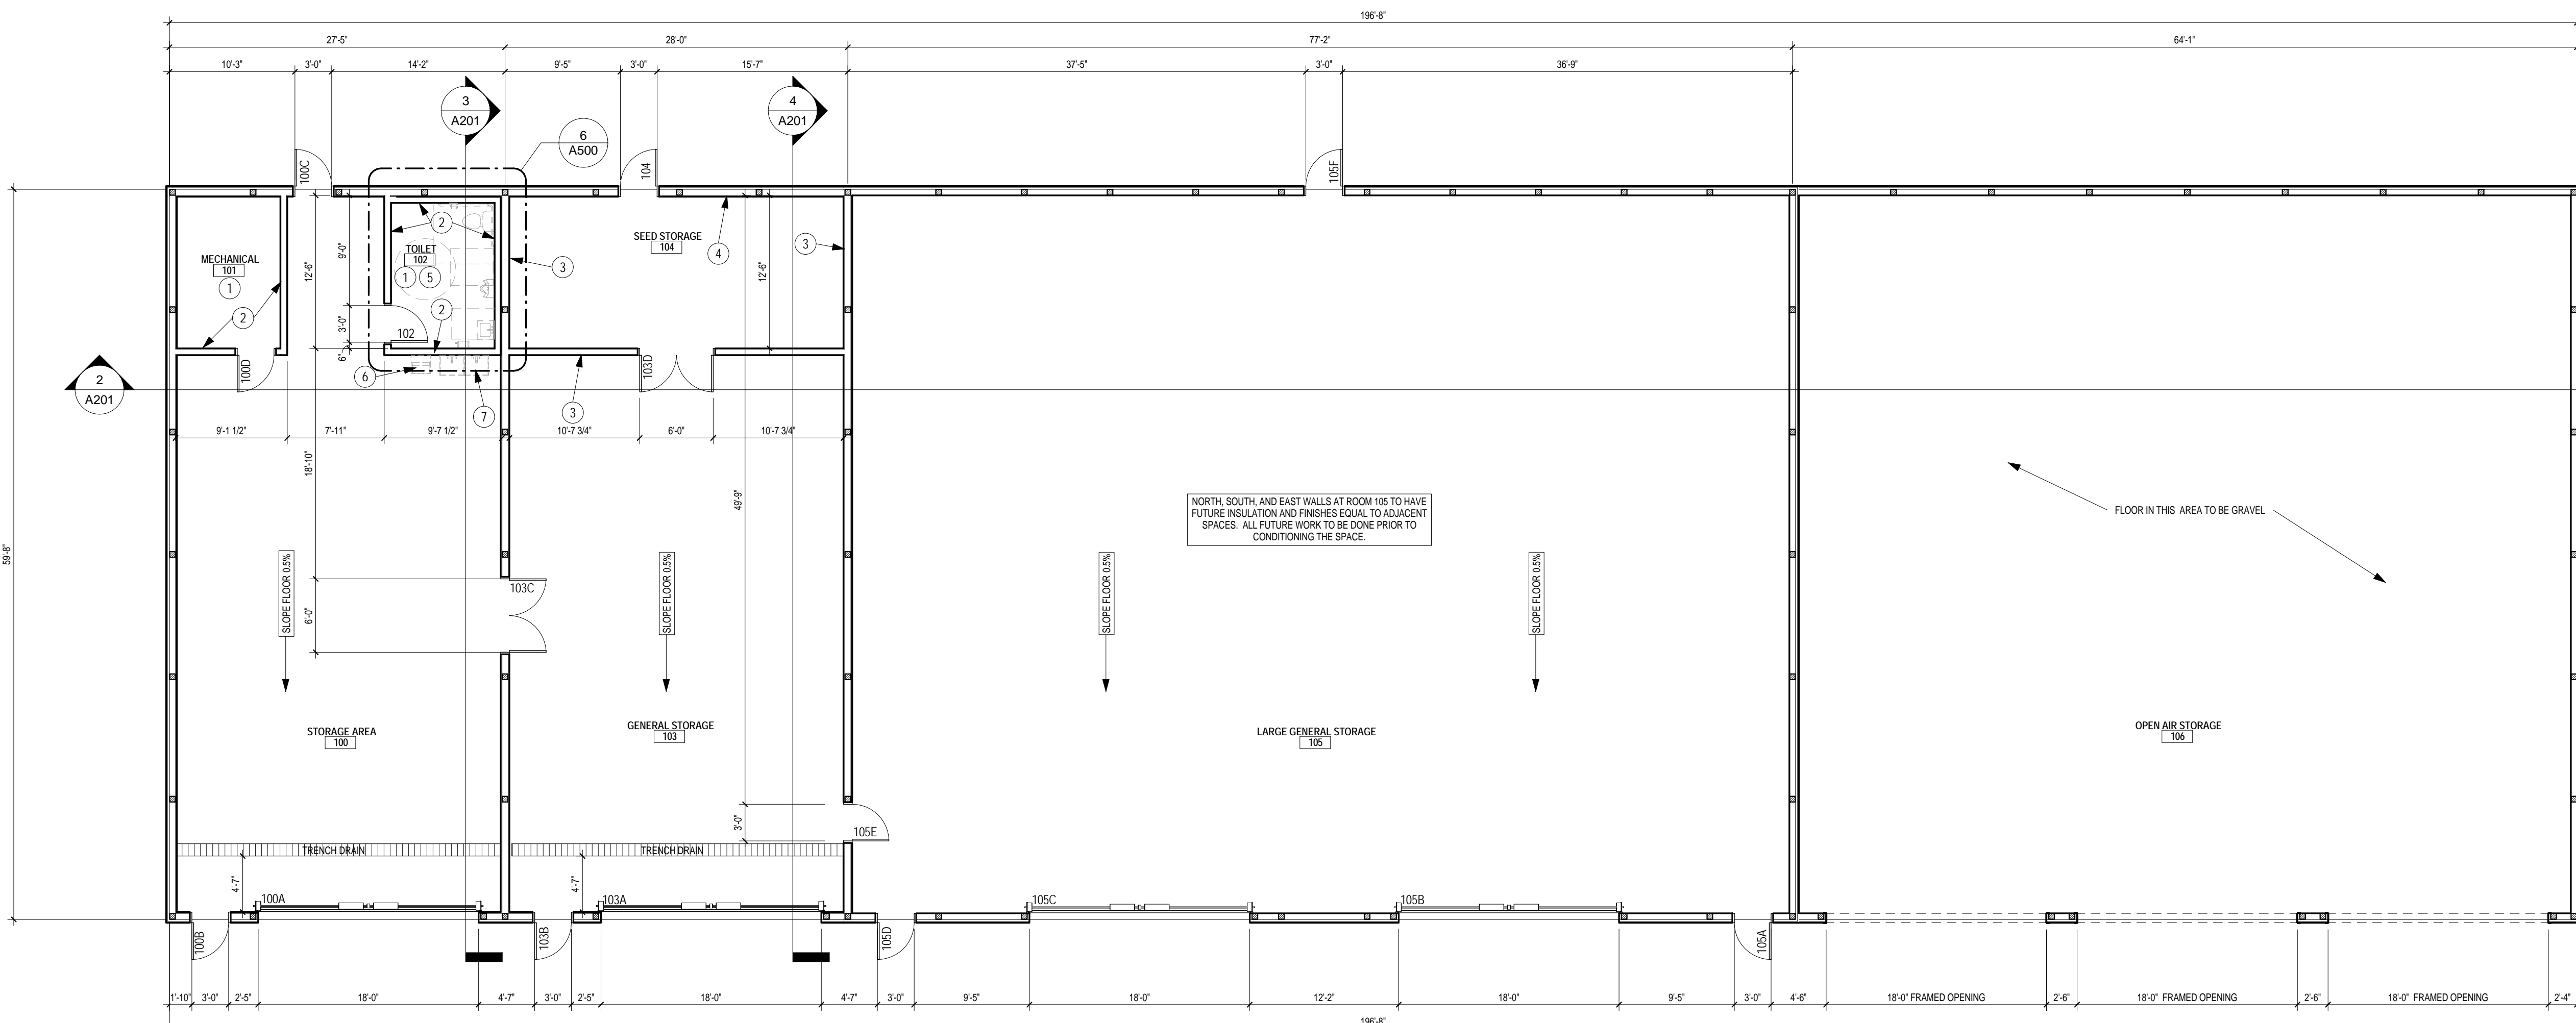 196'-8"
27'-5"
28'-0"
77'-2"
64'-1"
10'-3"
3'-0"
14'-2"
9'-5"
3'-0"
15'-7"
37'-5"
3'-0"
36'-9"
3
A201
4
A201
6
A500
100C
104
105F
MECHANICAL
101
1
2
12'-6"
9'-0"
3'-0"
6"
2
TOILET
102
1
5
2
102
SEED STORAGE
104
3
4
3
12'-6"
2
A201
100D
6
7
103D
3
9'-1 1/2"
7'-11"
9'-7 1/2"
10'-7 3/4"
6'-0"
10'-7 3/4"
18'-10"
49'-9"
NORTH, SOUTH, AND EAST WALLS AT ROOM 105 TO HAVE
FUTURE INSULATION AND FINISHES EQUAL TO ADJACENT
SPACES. ALL FUTURE WORK TO BE DONE PRIOR TO
CONDITIONING THE SPACE.
FLOOR IN THIS AREA TO BE GRAVEL
59'-8"
SLOPE FLOOR 0.5%
6'-0"
103C
SLOPE FLOOR 0.5%
SLOPE FLOOR 0.5%
SLOPE FLOOR 0.5%
STORAGE AREA
100
GENERAL STORAGE
103
LARGE GENERAL STORAGE
105
OPEN AIR STORAGE
106
3'-0"
105E
TRENCH DRAIN
TRENCH DRAIN
4'-7"
4'-7"
100A
103A
105C
105B
100B
103B
105D
105A
1'-10"
3'-0"
2'-5"
18'-0"
4'-7"
3'-0"
2'-5"
18'-0"
4'-7"
3'-0"
9'-5"
18'-0"
12'-2"
18'-0"
9'-5"
3'-0"
4'-6"
18'-0" FRAMED OPENING
2'-6"
18'-0" FRAMED OPENING
2'-6"
18'-0" FRAMED OPENING
2'-4"
196'-8"